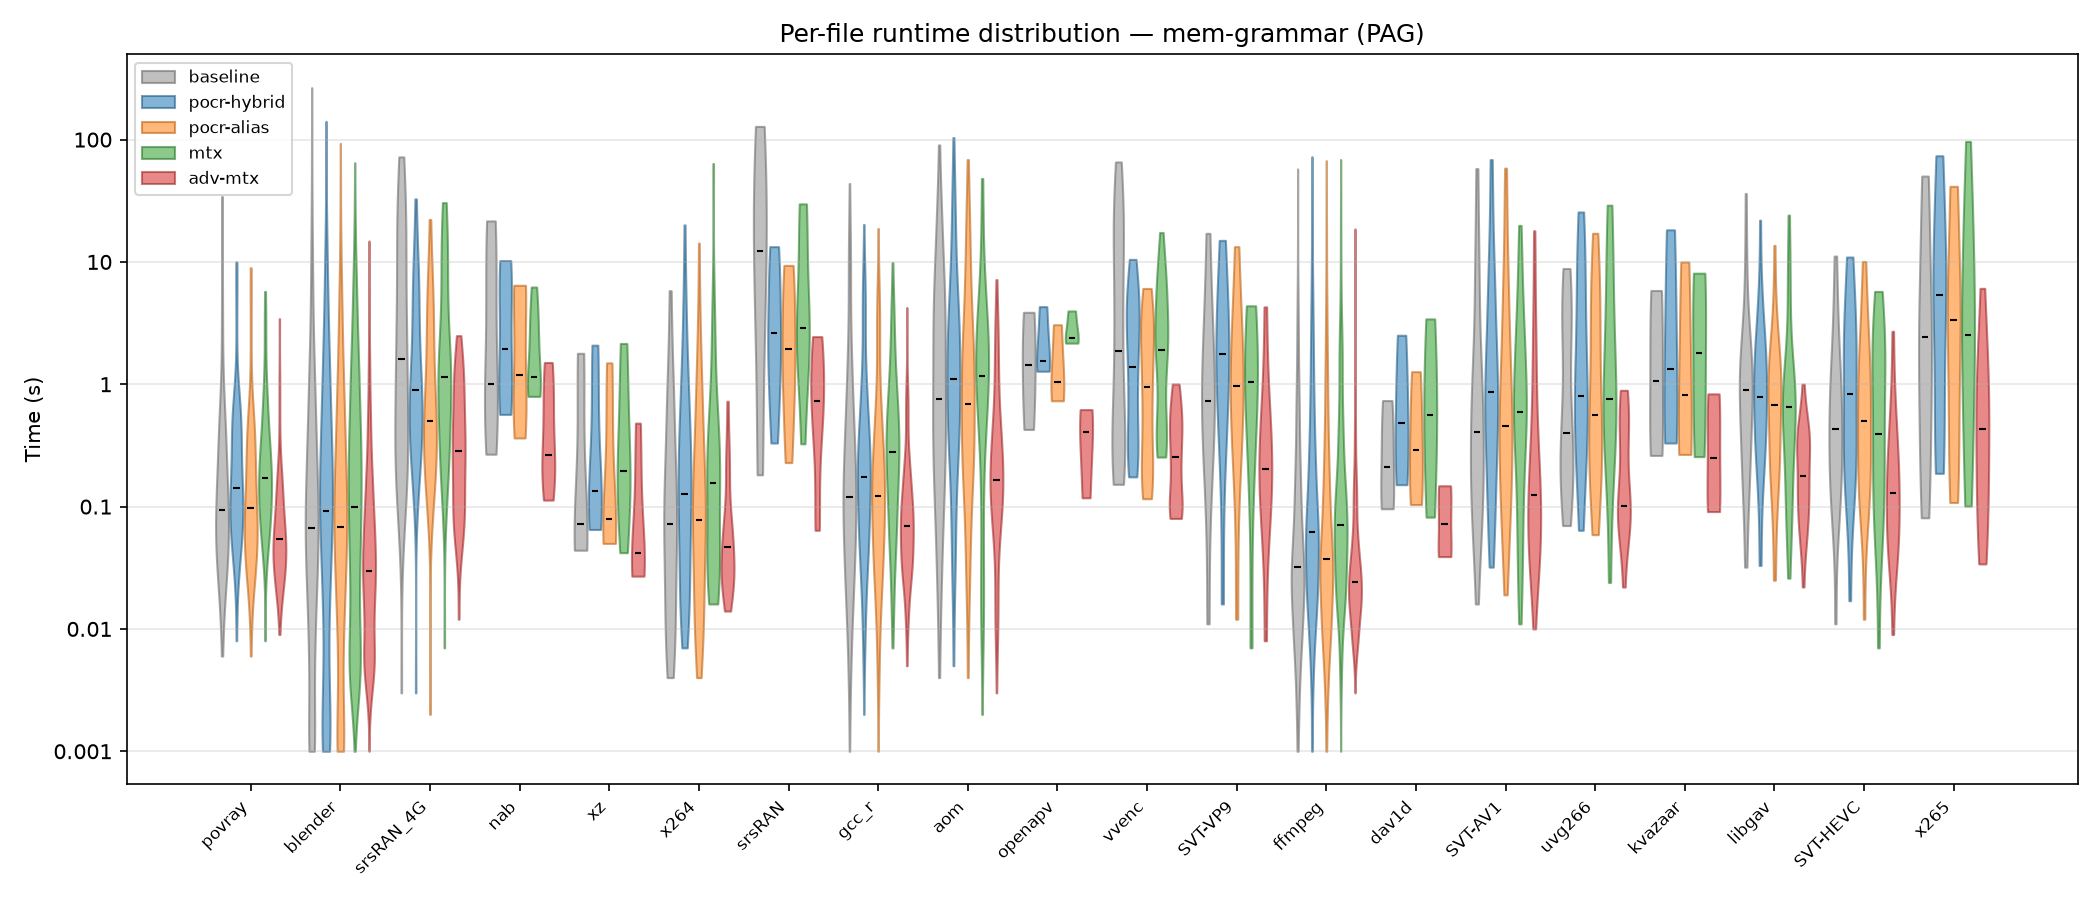 Per-file runtime distribution — mem-grammar (PAG)
baseline
pocr-hybrid
pocr-alias
mtx
adv-mtx
Time (s)
100
10
1
0.1
0.01
0.001
povray
blender
srsRAN_4G
nab
xz
x264
srsRAN
gcc_r
aom
openapv
vvenc
SVT-VP9
ffmpeg
dav1d
SVT-AV1
uvg266
kvazaar
libgav
SVT-HEVC
x265